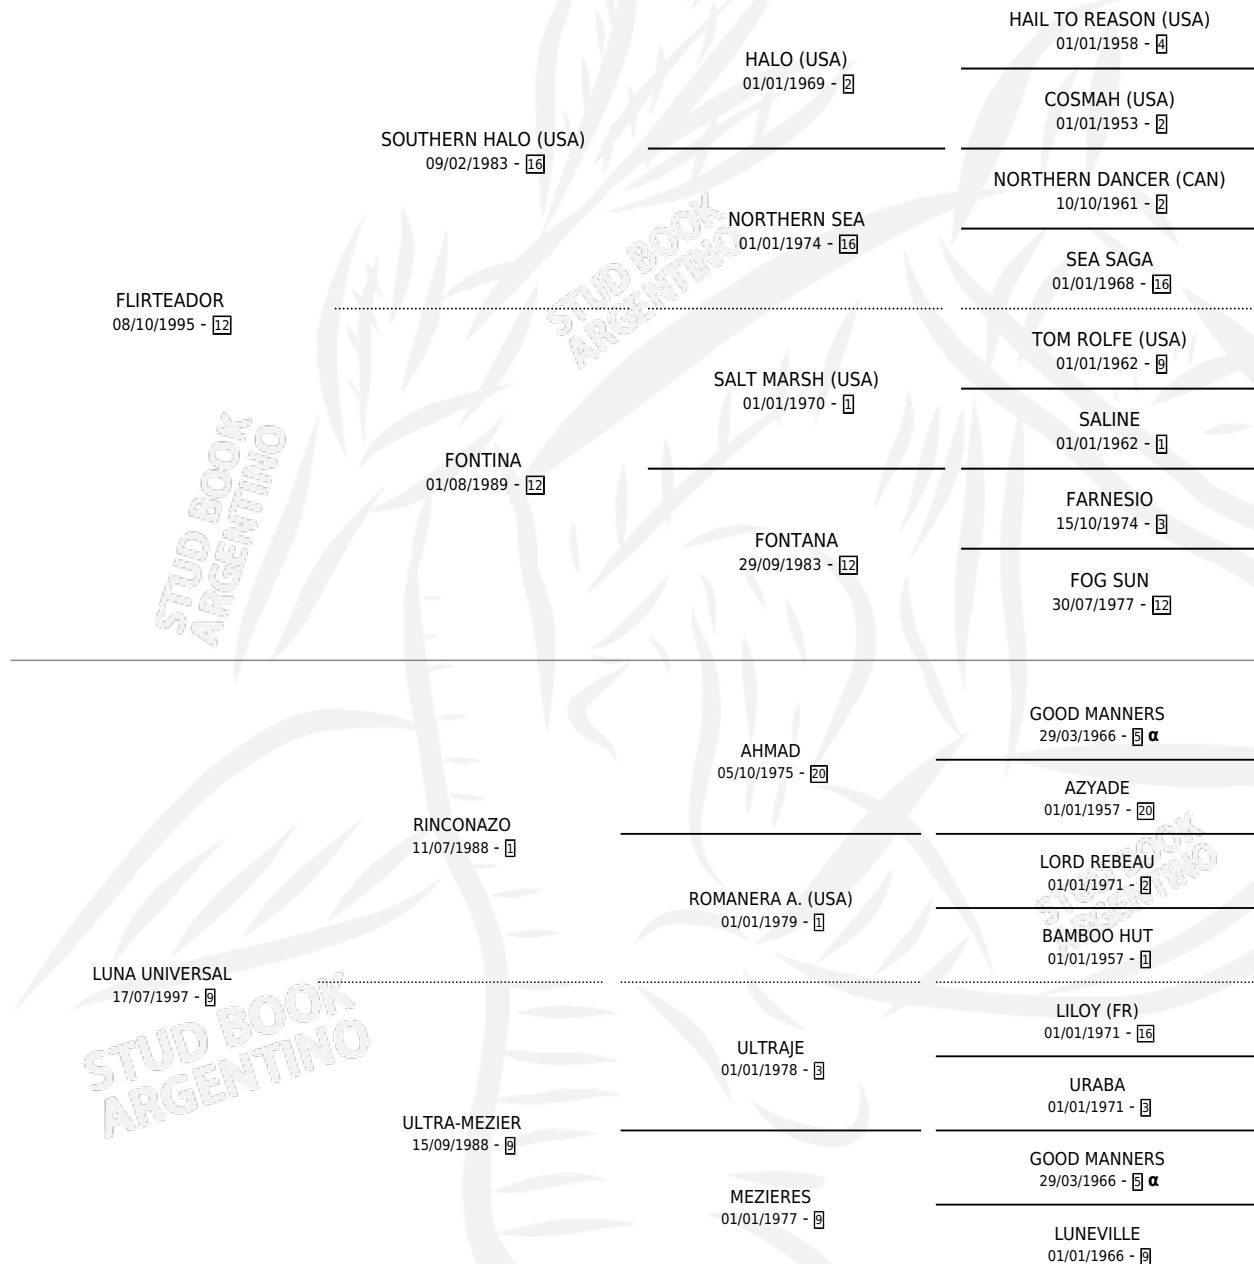 HAIL TO REASON (USA)
01/01/1958 - 4
HALO (USA)
01/01/1969 - 2
COSMAH (USA)
01/01/1953 - 2
SOUTHERN HALO (USA)
09/02/1983 - 16
NORTHERN DANCER (CAN)
10/10/1961 - 2
NORTHERN SEA
01/01/1974 - 16
SEA SAGA
01/01/1968 - 16
STUD BOOK
ARGENTINO
FLIRTEADOR
08/10/1995 - 12
TOM ROLFE (USA)
01/01/1962 - 9
SALT MARSH (USA)
01/01/1970 - 1
SALINE
01/01/1962 - 1
FONTINA
01/08/1989 - 12
FARNESIO
15/10/1974 - 3
FONTANA
29/09/1983 - 12
FOG SUN
30/07/1977 - 12
STUD BOOK
ARGENTINO
GOOD MANNERS
29/03/1966 - 5 α
AHMAD
05/10/1975 - 20
AZYADE
01/01/1957 - 20
RINCONAZO
11/07/1988 - 1
LORD REBEAU
01/01/1971 - 2
ROMANERA A. (USA)
01/01/1979 - 1
BAMBOO HUT
01/01/1957 - 1
STUD BOOK
ARGENTINO
LUNA UNIVERSAL
17/07/1997 - 9
LILOY (FR)
01/01/1971 - 16
ULTRAJE
01/01/1978 - 3
URABA
01/01/1971 - 3
STUD BOOK
ARGENTINO
ULTRA-MEZIER
15/09/1988 - 9
GOOD MANNERS
29/03/1966 - 5 α
MEZIERES
01/01/1977 - 9
LUNEVILLE
01/01/1966 - 9